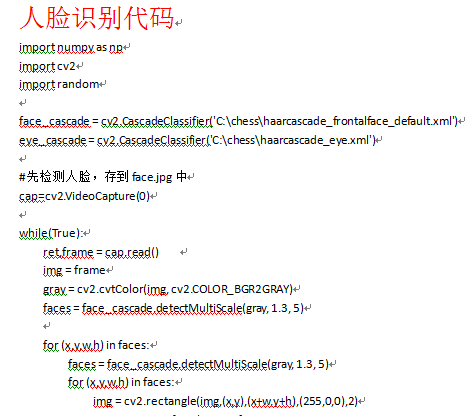 人脸识别代码
import numpy as np
import cv2
import random
face_cascade = cv2.CascadeClassifier('C:\chess\haarcascade_frontalface_default.xml')
eye_cascade = cv2.CascadeClassifier('C:\chess\haarcascade_eye.xml')
#先检测人脸，存到 face.jpg 中
cap=cv2.VideoCapture(0)
while(True):
ret,frame = cap.read()
img = frame
gray = cv2.cvtColor(img, cv2.COLOR_BGR2GRAY)
faces = face_cascade.detectMultiScale(gray, 1.3, 5)
for (x,y,w,h) in faces:
faces = face_cascade.detectMultiScale(gray, 1.3, 5)
for (x,y,w,h) in faces:
img = cv2.rectangle(img,(x,y),(x+w,y+h),(255,0,0),2)